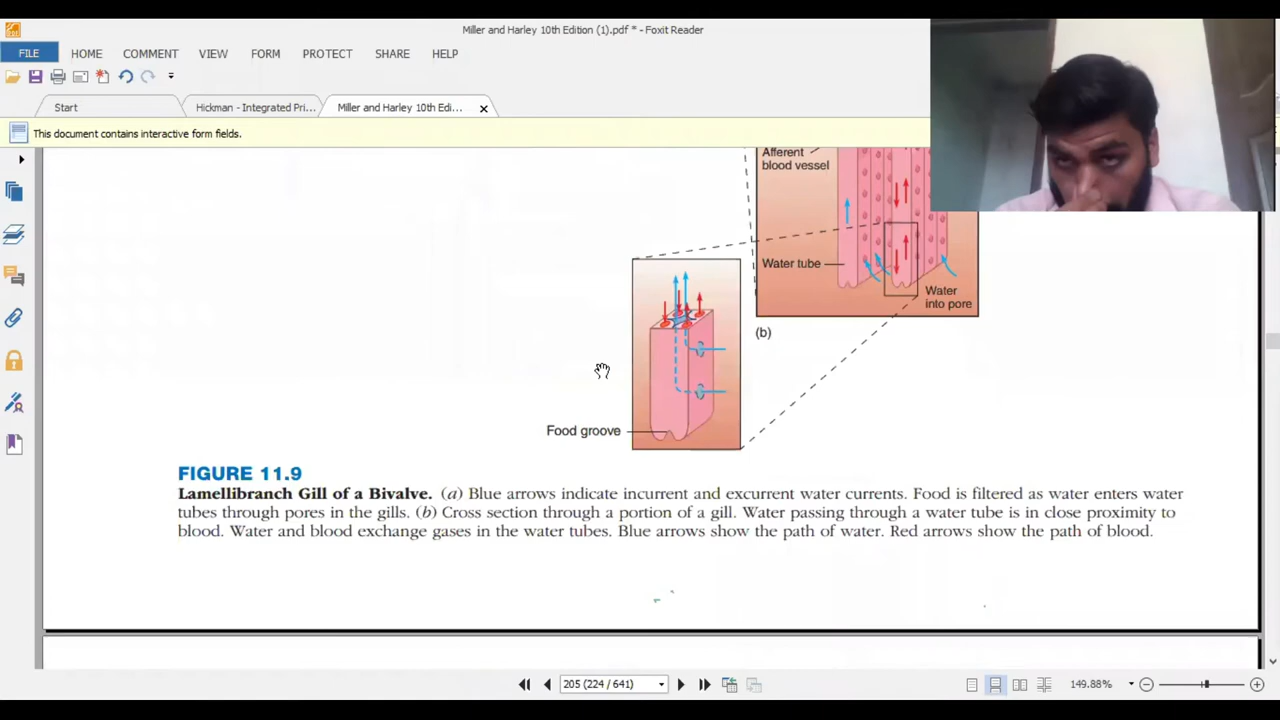 Miller and Harley 10th Edition (1).pdf * - Foxit Reader
FILE HOME COMMENT VIEW FORM PROTECT SHARE HELP
Start Hickman - Integrated Pri... Miller and Harley 10th Edi...
This document contains interactive form fields.
Afferent
blood vessel
Water tube
Water
into pore
(b)
Food groove
FIGURE 11.9
Lamellibranch Gill of a Bivalve. (a) Blue arrows indicate incurrent and excurrent water currents. Food is filtered as water enters water
tubes through pores in the gills. (b) Cross section through a portion of a gill. Water passing through a water tube is in close proximity to
blood. Water and blood exchange gases in the water tubes. Blue arrows show the path of water. Red arrows show the path of blood.
205 (224 / 641)
149.88%